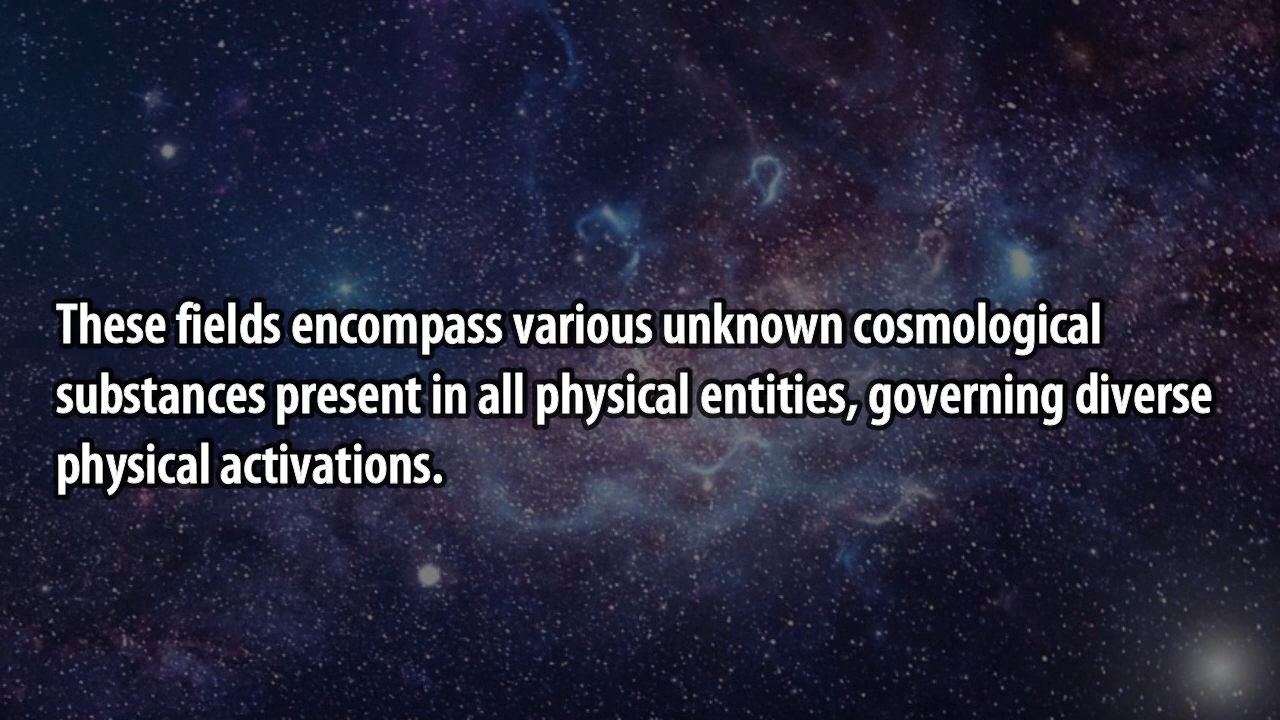 These fields encompass various unknown cosmological
substances present in all physical entities, governing diverse
physical activations.